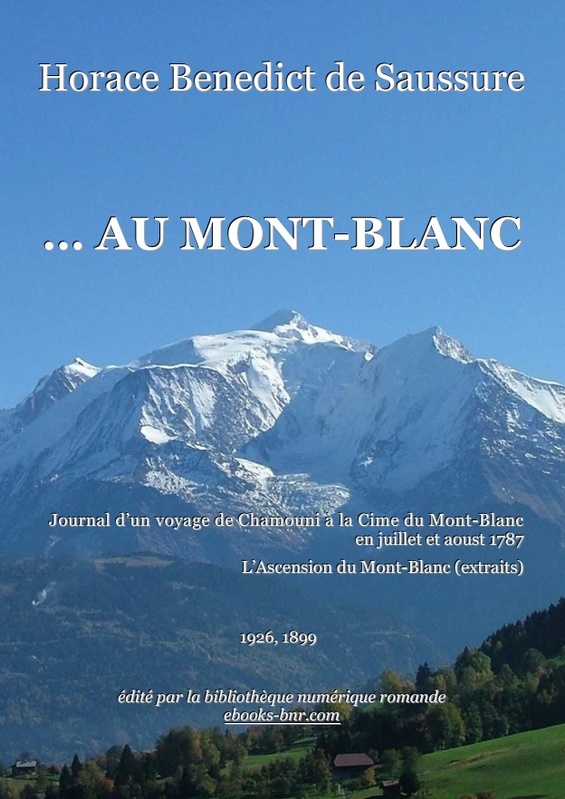 Horace Benedict de Saussure
... AU MONT-BLANC
Journal d'un voyage de Chamouni à la Cime du Mont-Blanc
en juillet et aoust 1787
L'Ascension du Mont-Blanc (extraits)
1926, 1899
édité par la bibliothèque numérique romande
ebooks-bnr.com